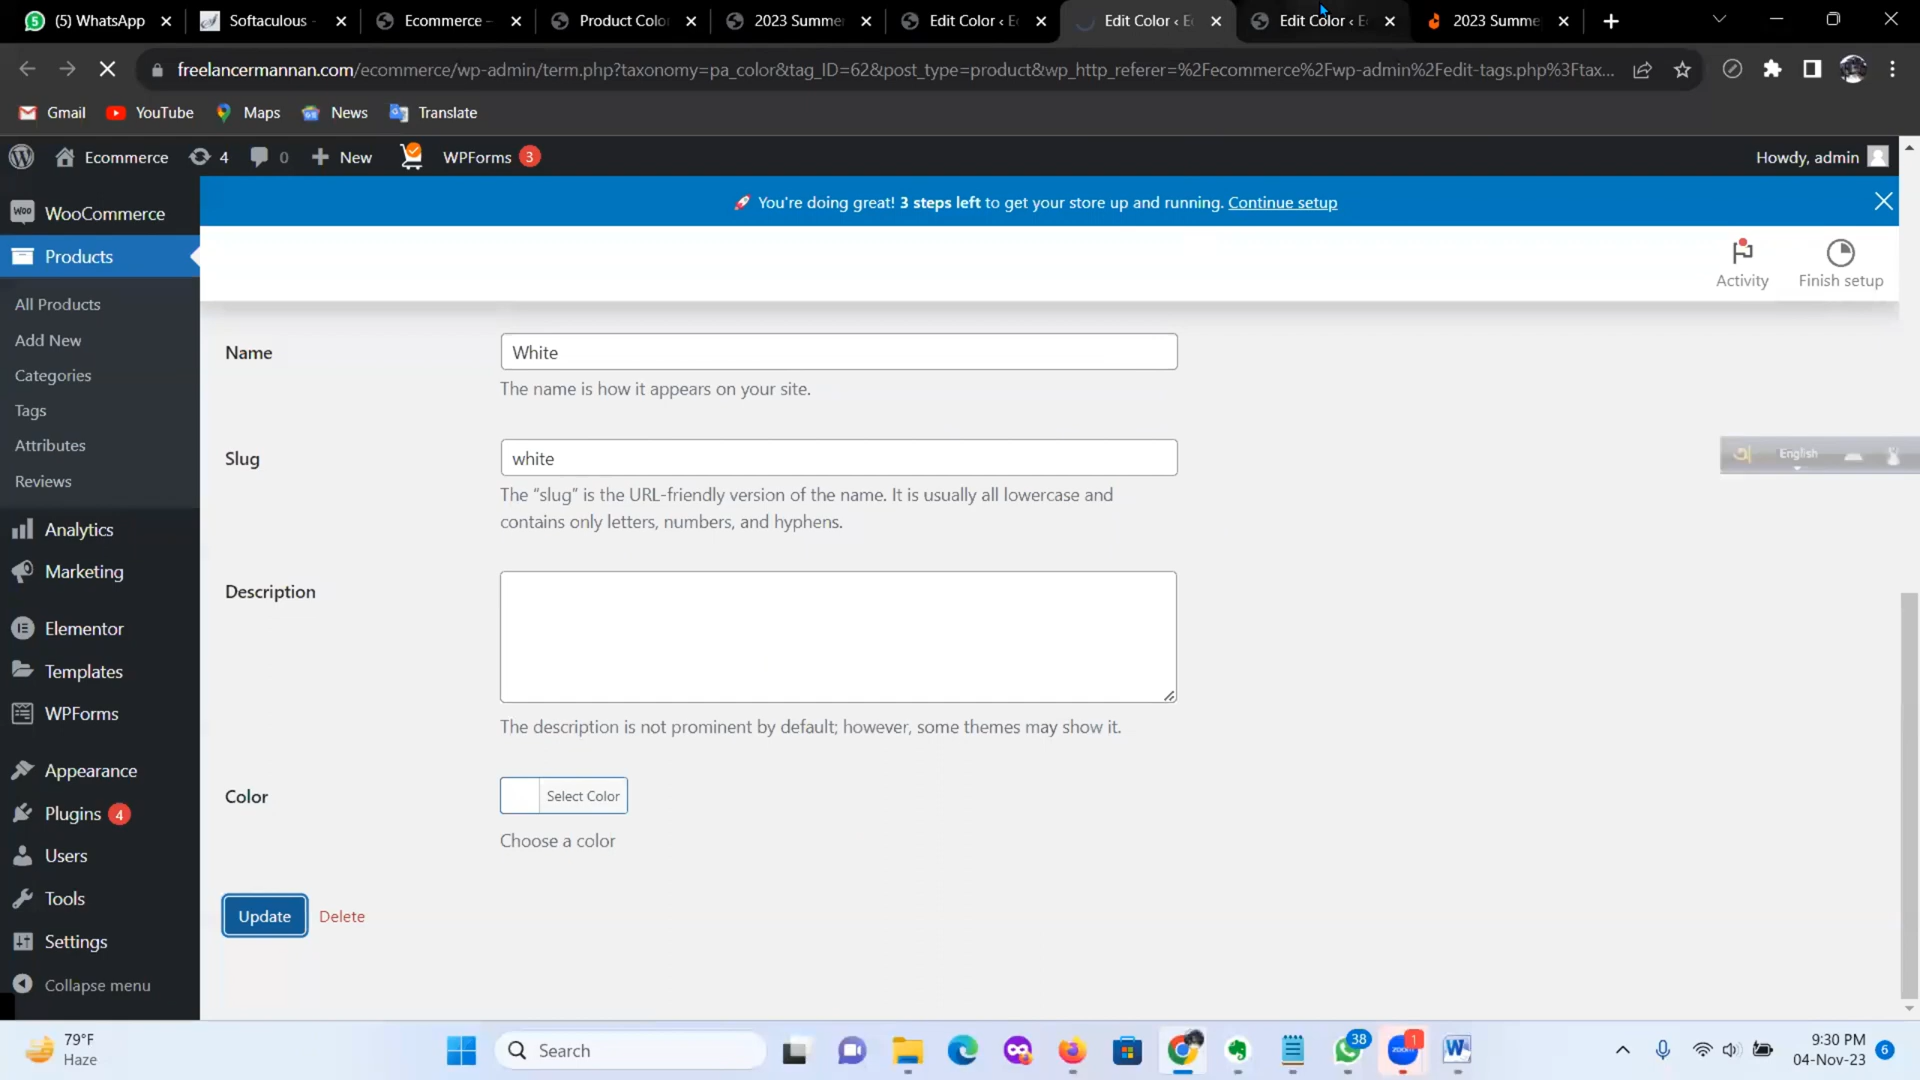 (5) WhatsApp
Softaculous -
Ecommerce –
Product Colo
2023 Summer
Edit Color ‹ Ec
Edit Color ‹ Ec
Edit Color ‹ Ec
2023 Summe
freelancermannan.com/ecommerce/wp-admin/term.php?taxonomy=pa_color&tag_ID=62&post_type=product&wp_http_referer=%2Fecommerce%2Fwp-admin%2Fedit-tags.php%3Ftax...
Gmail YouTube Maps News Translate
Ecommerce 4 0 New WPForms 3 Howdy, admin
You're doing great! 3 steps left to get your store up and running. Continue setup
Activity Finish setup
Woo WooCommerce
Products
All Products
Add New
Categories
Tags
Attributes
Reviews
Analytics
Marketing
Elementor
Templates
WPForms
Appearance
Plugins 4
Users
Tools
Settings
Collapse menu
Name White
The name is how it appears on your site.
Slug white
The “slug” is the URL-friendly version of the name. It is usually all lowercase and
contains only letters, numbers, and hyphens.
Description
The description is not prominent by default; however, some themes may show it.
Color Select Color
Choose a color
Update Delete
English
79°F
Haze
Search
38
1
zoom
W
9:30 PM
04-Nov-23
6